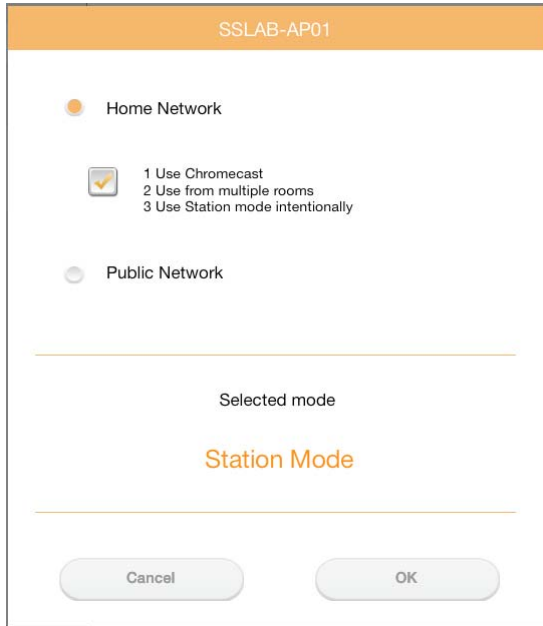 SSLAB-AP01
Home Network
1 Use Chromecast
2 Use from multiple rooms
3 Use Station mode intentionally
Public Network
Selected mode
Station Mode
Cancel
OK